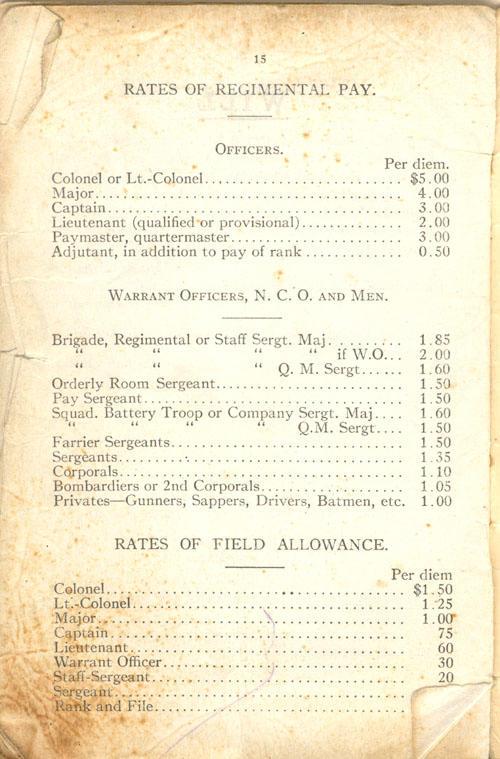 15
RATES OF REGIMENTAL PAY.
OFFICERS.
Per diem.
Colonel or Lt.-Colonel........................ $5.00
Major........................ 4.00
Captain........................ 3.00
Lieutenant (qualified or provisional)............. 2.00
Paymaster, quartermaster..................... 3.00
Adjutant, in addition to pay of rank............ 0.50
WARRANT OFFICERS, N. C. O. AND MEN.
Brigade, Regimental or Staff Sergt. Maj.......... 1.85
" " " " if W.O... 2.00
" " " Q. M. Sergt...... 1.60
Orderly Room Sergeant........................ 1.50
Pay Sergeant........................ 1.50
Squad. Battery Troop or Company Sergt. Maj.... 1.60
" " " " Q.M. Sergt.... 1.50
Farrier Sergeants........................ 1.50
Sergeants........................ 1.35
Corporals........................ 1.10
Bombardiers or 2nd Corporals.................. 1.05
Privates—Gunners, Sappers, Drivers, Batmen, etc. 1.00
RATES OF FIELD ALLOWANCE.
Per diem
Colonel........................ $1.50
Lt.-Colonel........................ 1.25
Major........................ 1.00
Captain........................ 75
Lieutenant........................ 60
Warrant Officer........................ 30
Staff-Sergeant........................ 20
Sergeant........................
Rank and File........................